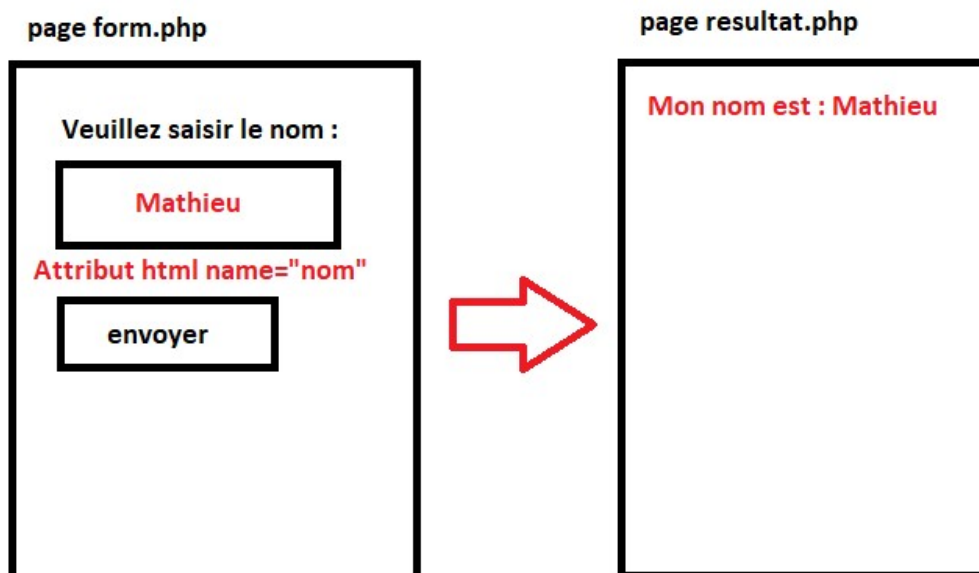 page form.php
Veuillez saisir le nom :
Mathieu
Attribut html name="nom"
envoyer
page resultat.php
Mon nom est : Mathieu